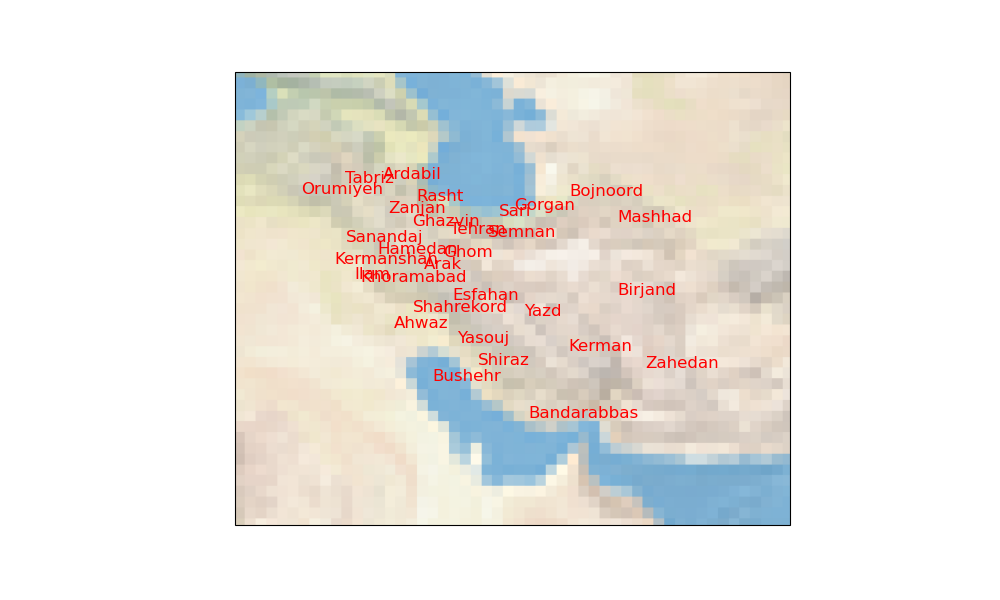 Ardabil
Tabriz
Orumiyeh
Bojnoord
Rasht
Gorgan
Zanjan
Sari
Mashhad
Ghazvin
Tehran
Semnan
Sanandaj
Hamedan
Ghom
Kermanshah
Arak
Ilam
Khoramabad
Birjand
Esfahan
Shahrekord
Yazd
Ahwaz
Yasouj
Kerman
Shiraz
Zahedan
Bushehr
Bandarabbas